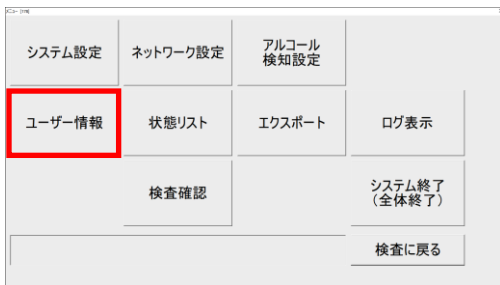 システム設定
ネットワーク設定
アルコール
検知設定
ユーザー情報
状態リスト
エクスポート
ログ表示
検査確認
システム終了
（全体終了）
検査に戻る